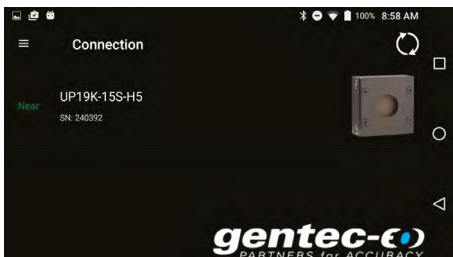 100% 8:58 AM
Connection
Near
UP19K-15S-H5
SN: 240392
gentec-EO
PARTNERS for ACCURACY